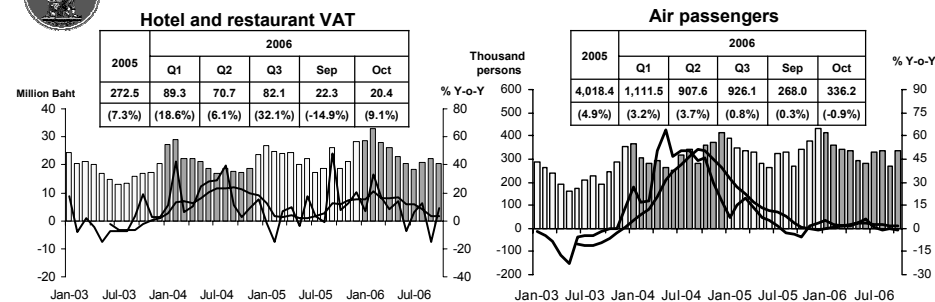 Hotel and restaurant VAT
2005 2006
Q1 Q2 Q3 Sep Oct
272.5 89.3 70.7 82.1 22.3 20.4
(7.3%) (18.6%) (6.1%) (32.1%) (-14.9%) (9.1%)
Million Baht
% Y-o-Y
40
30
20
10
0
-10
-20
80
60
40
20
0
-20
-40
Jan-03 Jul-03 Jan-04 Jul-04 Jan-05 Jul-05 Jan-06 Jul-06
Air passengers
2005 2006
Q1 Q2 Q3 Sep Oct
4,018.4 1,111.5 907.6 926.1 268.0 336.2
(4.9%) (3.2%) (3.7%) (0.8%) (0.3%) (-0.9%)
Thousand
persons
% Y-o-Y
600
500
400
300
200
100
0
-100
-200
90
75
60
45
30
15
0
-15
-30
Jan-03 Jul-03 Jan-04 Jul-04 Jan-05 Jul-05 Jan-06 Jul-06